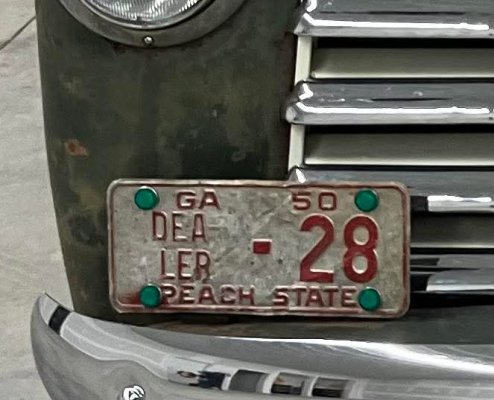 GA 50
DEA
LER - 28
PEACH STATE